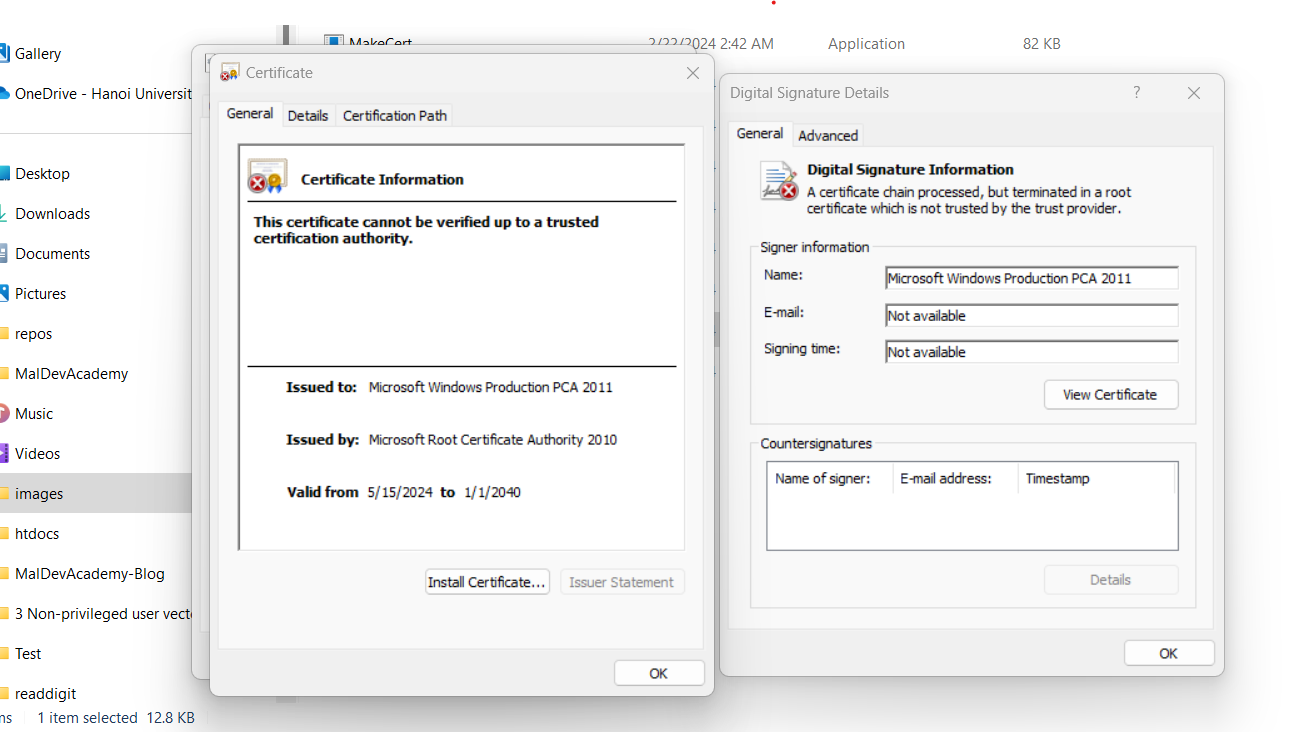 MakeCert
2/22/2024 2:42 AM
Application
82 KB
Gallery
OneDrive - Hanoi Universit
Desktop
Downloads
Documents
Pictures
repos
MalDevAcademy
Music
Videos
images
htdocs
MalDevAcademy-Blog
3 Non-privileged user vecto
Test
readdigit
ms
1 item selected
12.8 KB
Certificate
General
Details
Certification Path
Certificate Information
This certificate cannot be verified up to a trusted
certification authority.
Issued to: Microsoft Windows Production PCA 2011
Issued by: Microsoft Root Certificate Authority 2010
Valid from 5/15/2024 to 1/1/2040
Install Certificate...
Issuer Statement
OK
Digital Signature Details
?
General
Advanced
Digital Signature Information
A certificate chain processed, but terminated in a root
certificate which is not trusted by the trust provider.
Signer information
Name: Microsoft Windows Production PCA 2011
E-mail: Not available
Signing time: Not available
View Certificate
Countersignatures
Name of signer:
E-mail address:
Timestamp
Details
OK